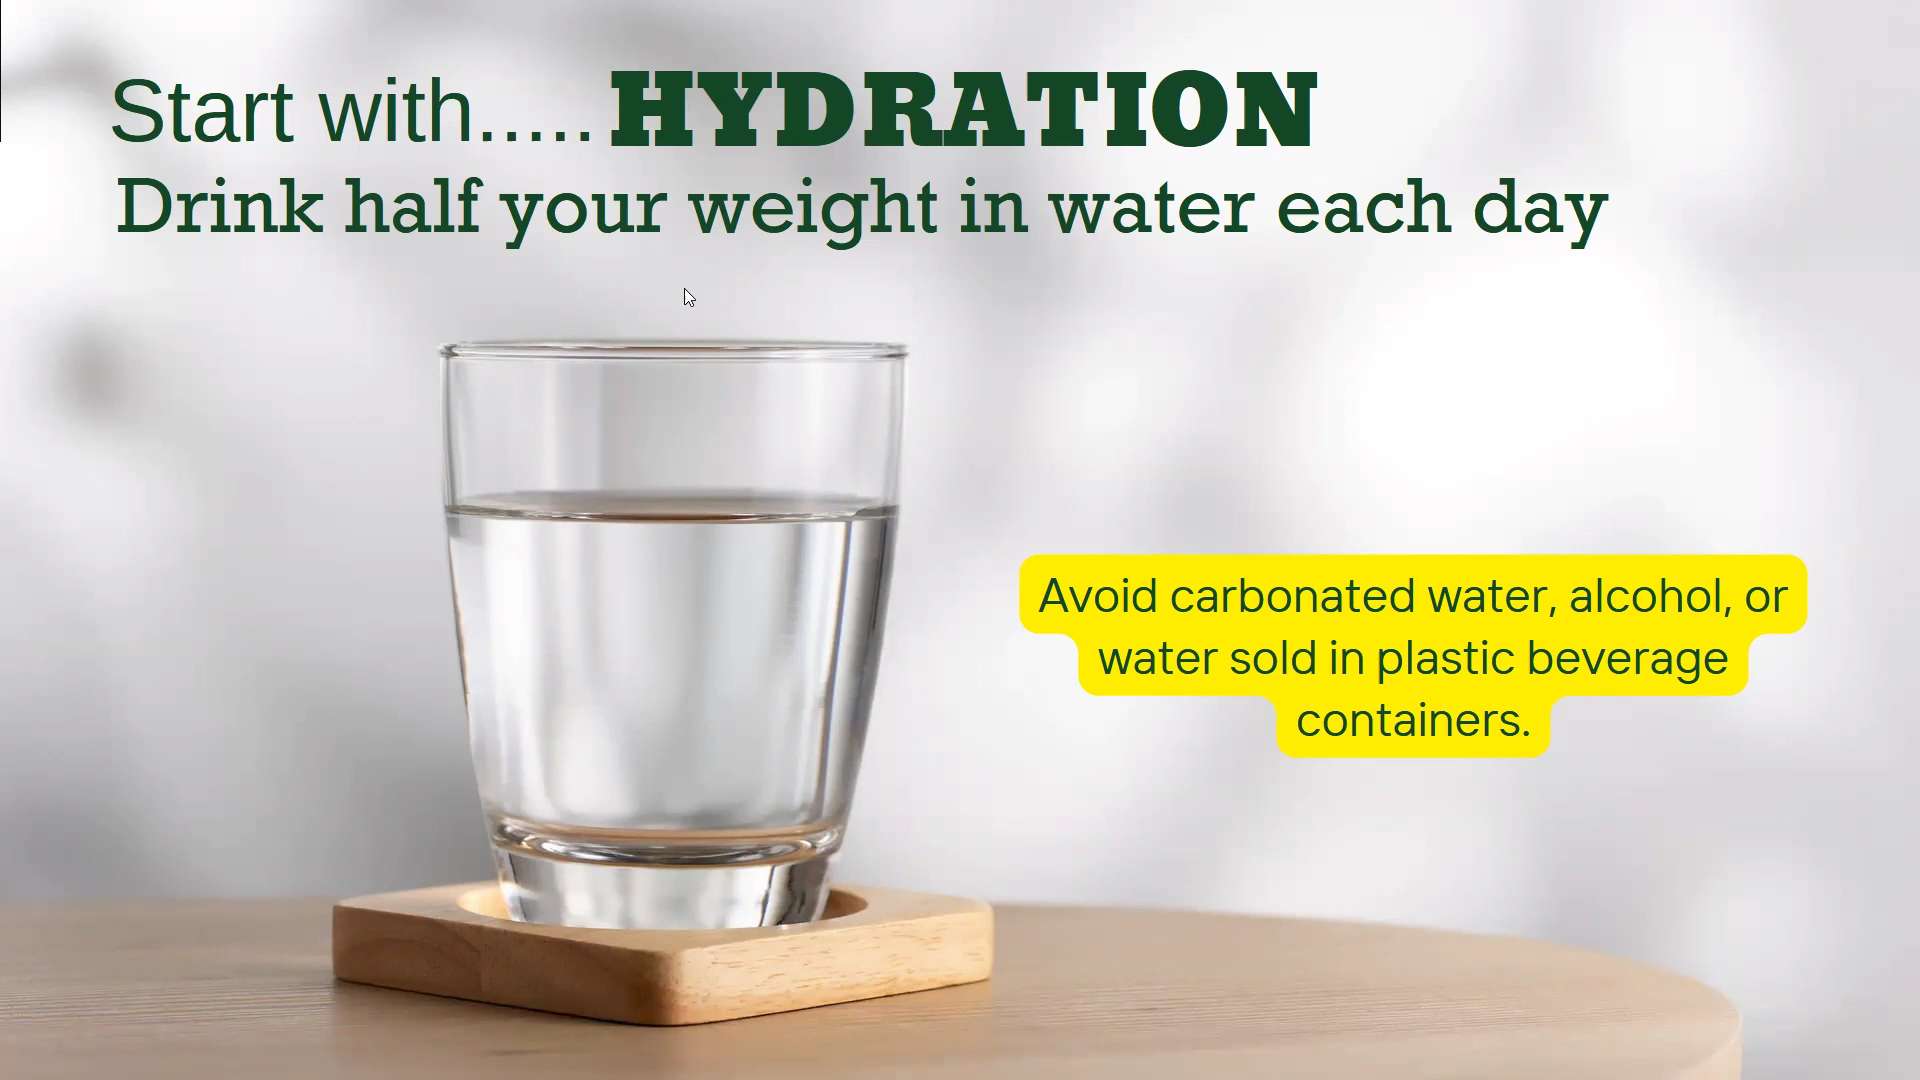 Start with..... HYDRATION
Drink half your weight in water each day
Avoid carbonated water, alcohol, or
water sold in plastic beverage
containers.